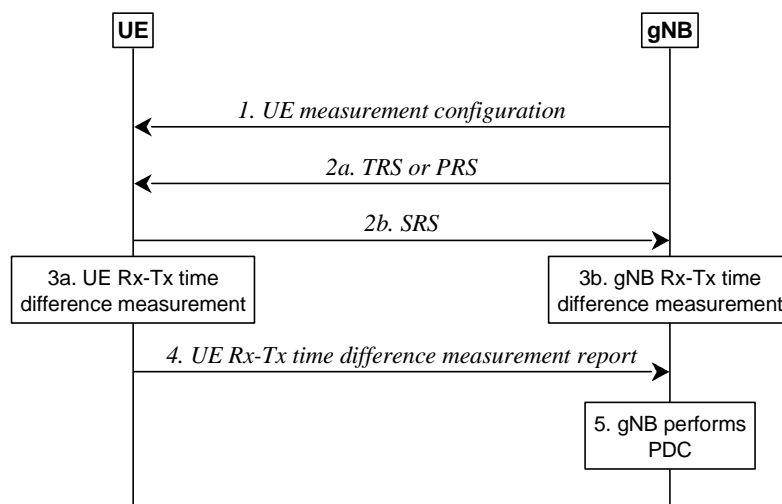 UE
gNB
1. UE measurement configuration
2a. TRS or PRS
2b. SRS
3a. UE Rx-Tx time
difference measurement
3b. gNB Rx-Tx time
difference measurement
4. UE Rx-Tx time difference measurement report
5. gNB performs
PDC